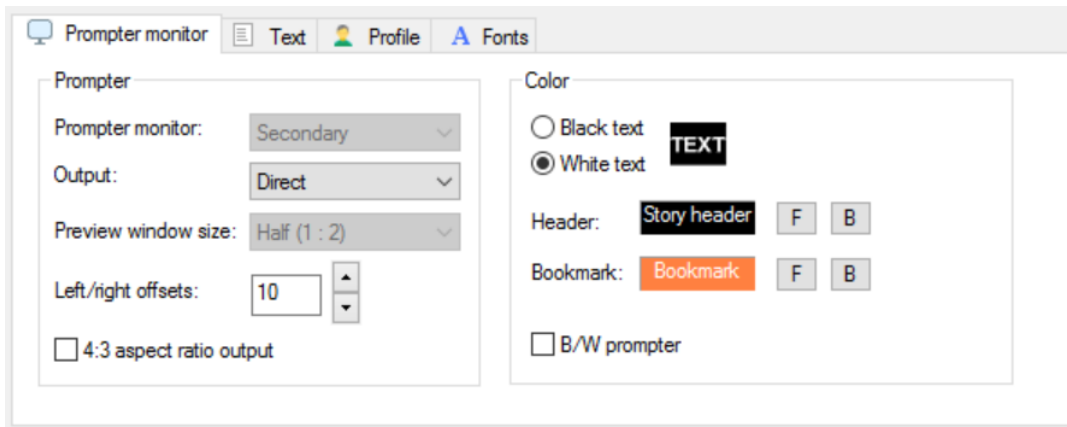 Prompter monitor Text Profile A Fonts
Prompter
Prompter monitor: Secondary
Output: Direct
Preview window size: Half (1 : 2)
Left/right offsets: 10
4:3 aspect ratio output
Color
Black text
White text
TEXT
Header: Story header F B
Bookmark: Bookmark F B
B/W prompter